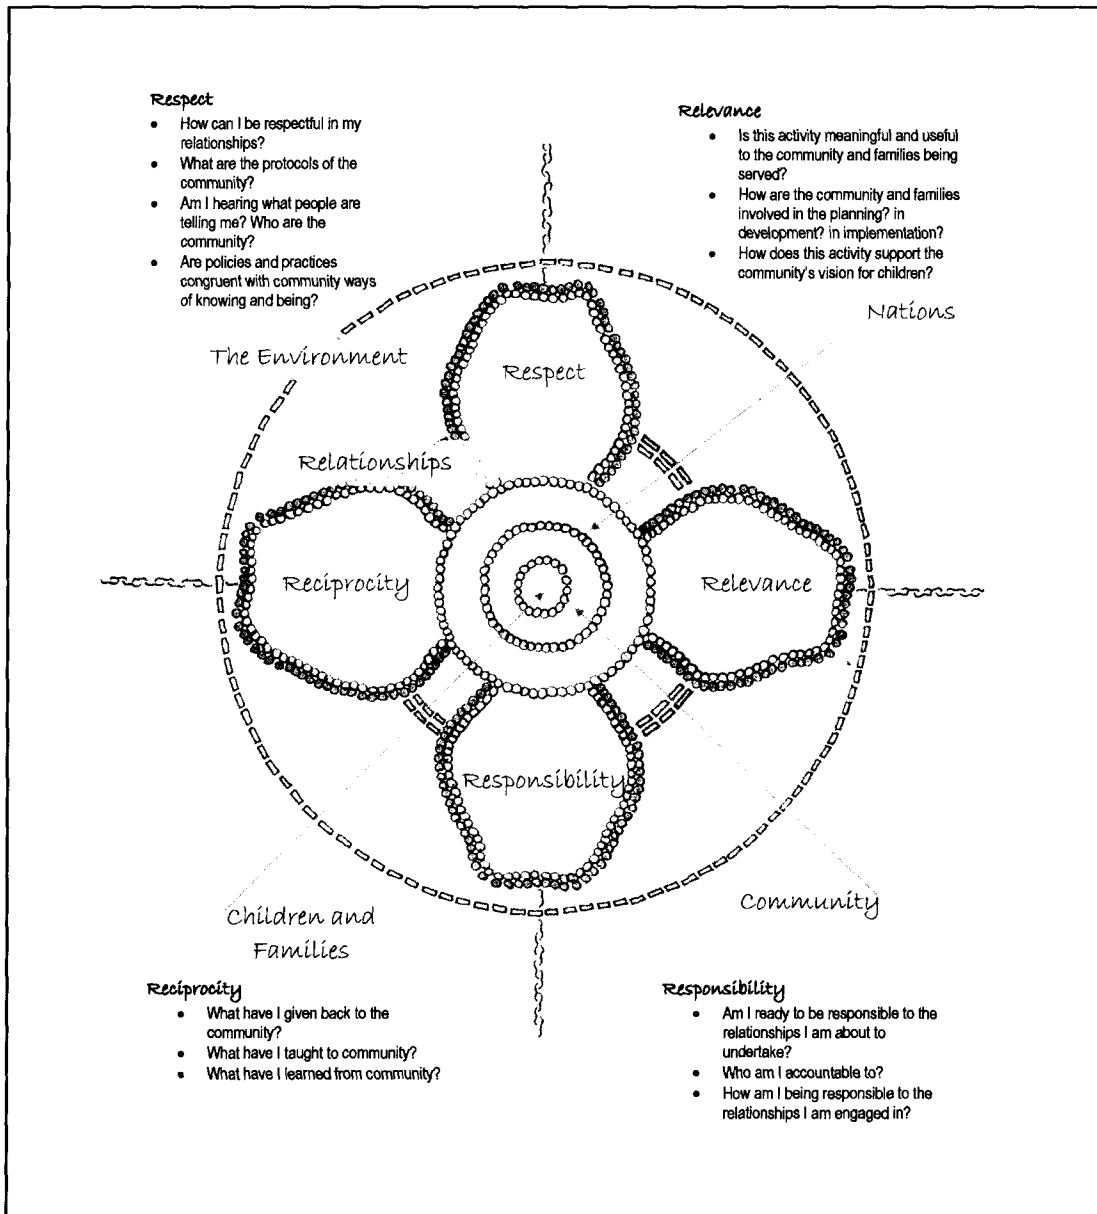 Respect
• How can I be respectful in my
relationships?
• What are the protocols of the
community?
• Am I hearing what people are
telling me? Who are the
community?
• Are policies and practices
congruent with community ways
of knowing and being?
Relevance
• Is this activity meaningful and useful
to the community and families being
served?
• How are the community and families
involved in the planning? in
development? in implementation?
• How does this activity support the
community's vision for children?
Nations
The Environment
Respect
Relationships
Reciprocity
Relevance
Responsibility
Community
Children and
Families
Reciprocity
• What have I given back to the
community?
• What have I taught to community?
• What have I learned from community?
Responsibility
• Am I ready to be responsible to the
relationships I am about to
undertake?
• Who am I accountable to?
• How am I being responsible to the
relationships I am engaged in?